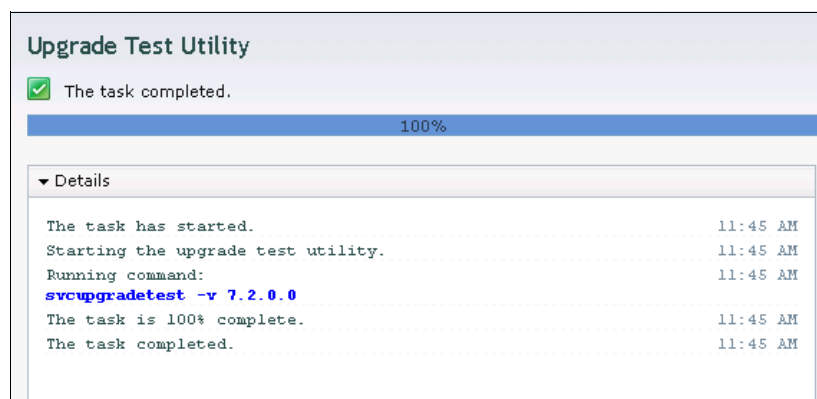 Upgrade Test Utility
The task completed.
100%
Details
The task has started. 11:45 AM
Starting the upgrade test utility. 11:45 AM
Running command: 11:45 AM
svcupgradetest -v 7.2.0.0
The task is 100% complete. 11:45 AM
The task completed. 11:45 AM